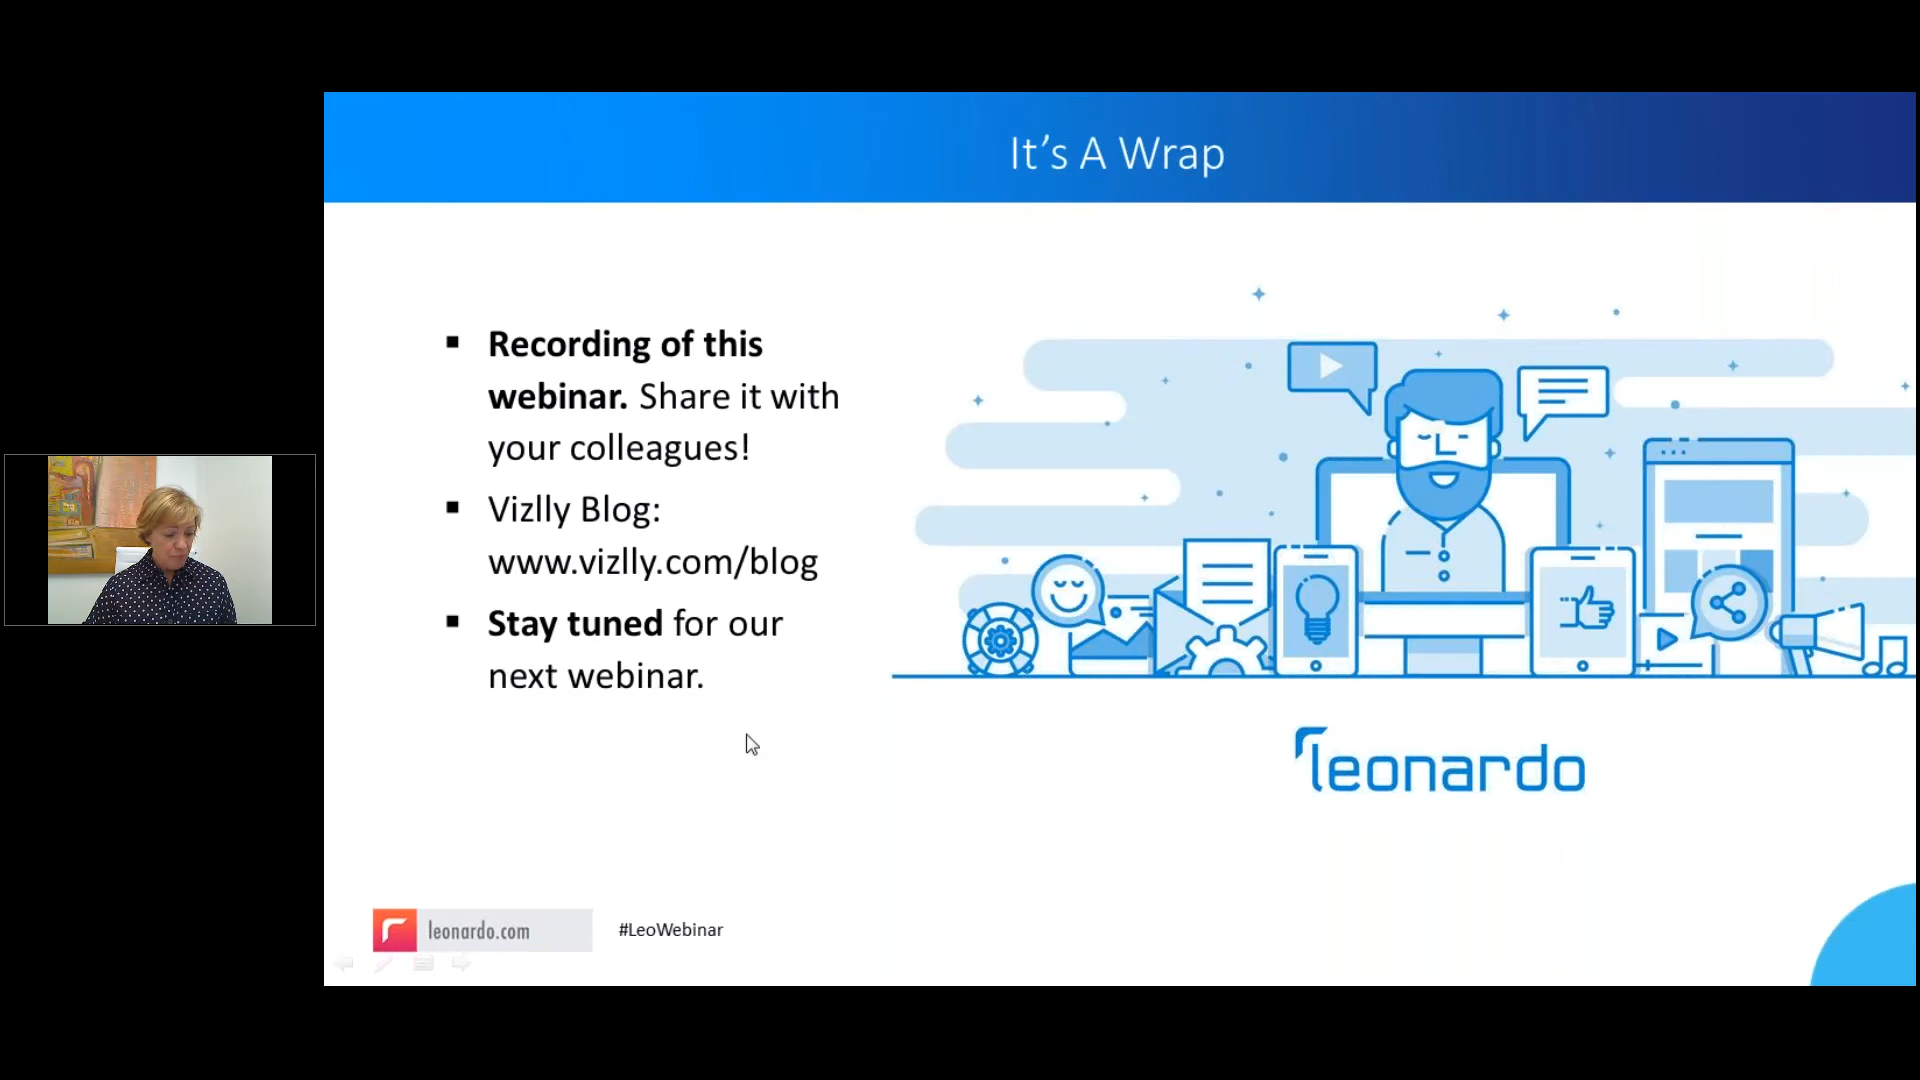 It's A Wrap
▪ Recording of this
webinar. Share it with
your colleagues!
▪ Vizlly Blog:
www.vizlly.com/blog
▪ Stay tuned for our
next webinar.
leonardo
leonardo.com
#LeoWebinar